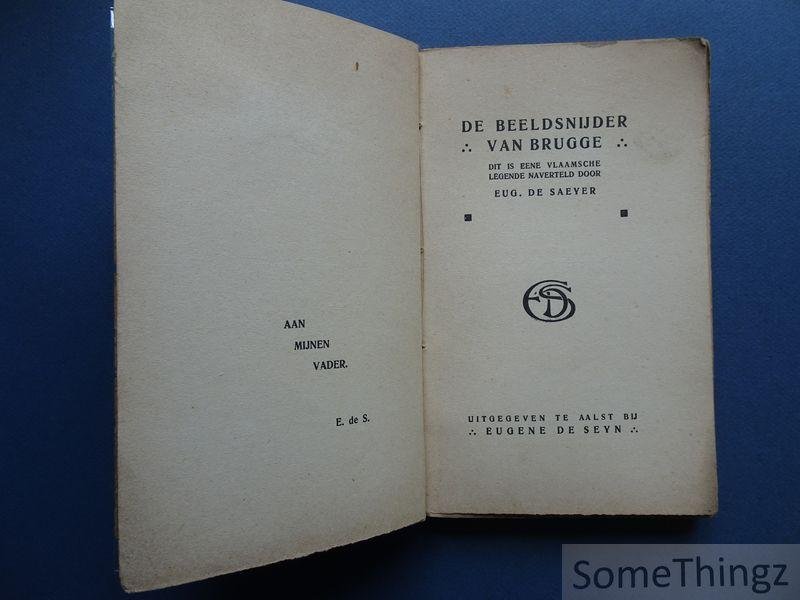 AAN
MIJNEN
VADER.
E. de S.
DE BEELDSNIJDER
VAN BRUGGE
DIT IS EENE VLAAMSCHE
LEGENDE NAVERTELD DOOR
EUG. DE SAEYER
EDS
UITGEGEVEN TE AALST BIJ
EUGENE DE SEYN
SomeThingz